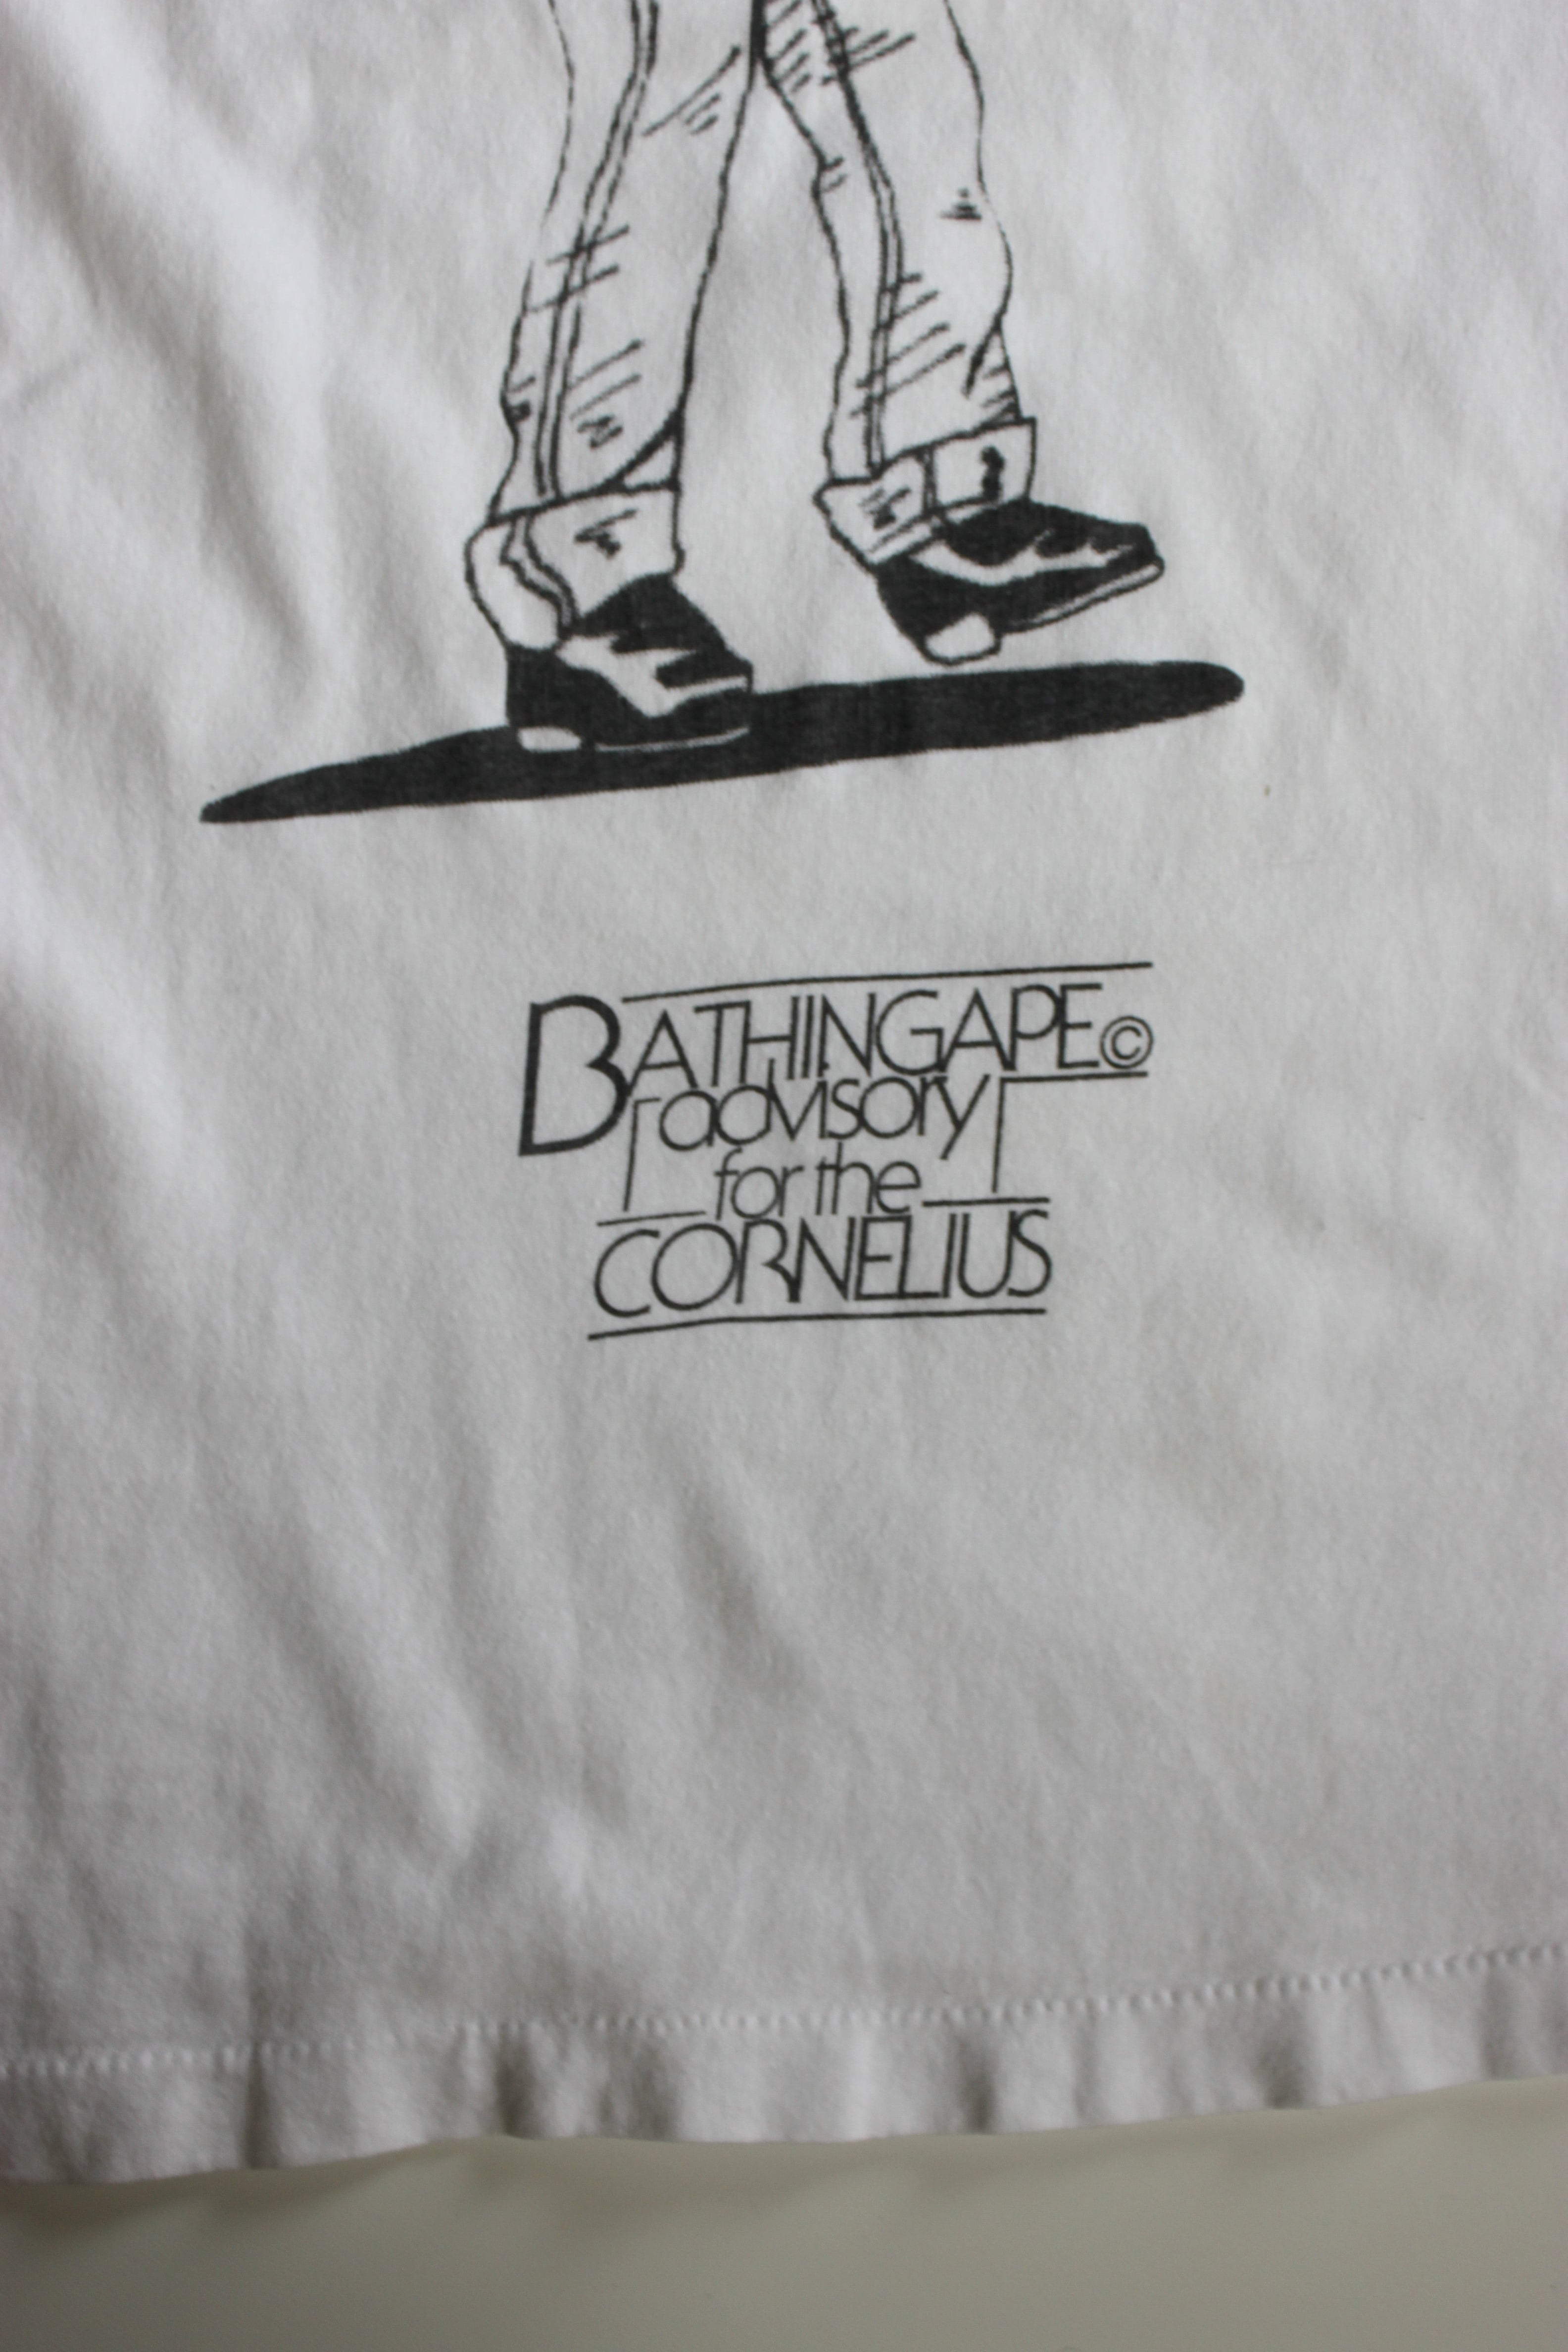 BATHINGAPE©
advisory
for the
CORNELIUS